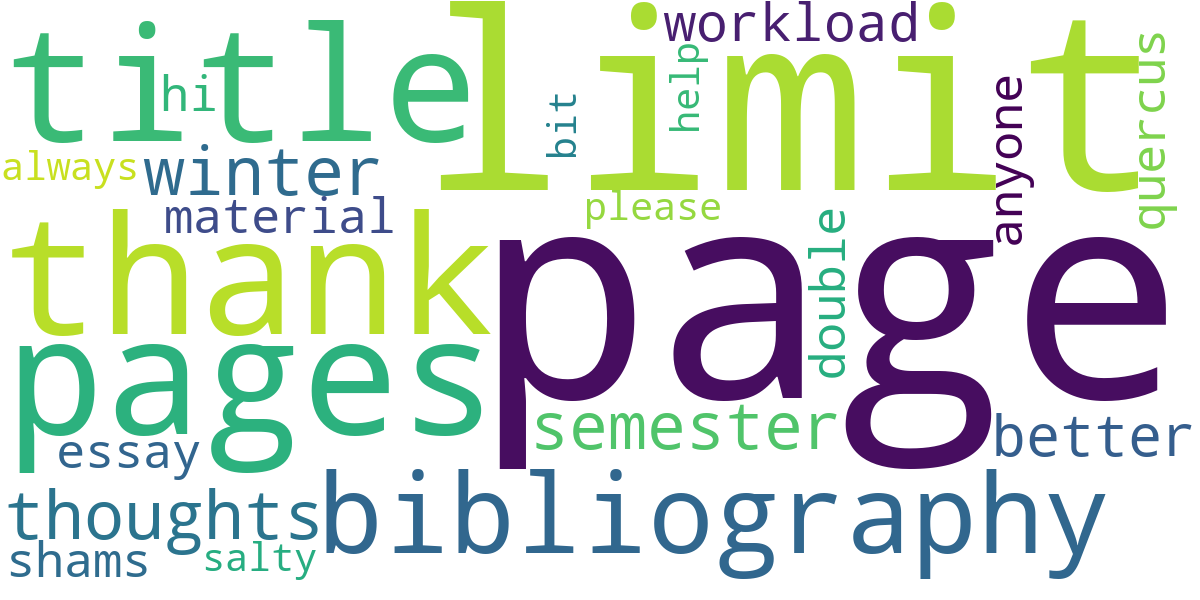 title
limit
workload
hi
help
bit
quercus
anyone
always
winter
material
please
thank
page
double
pages
semester
better
essay
bibliography
thoughts
shams
salty